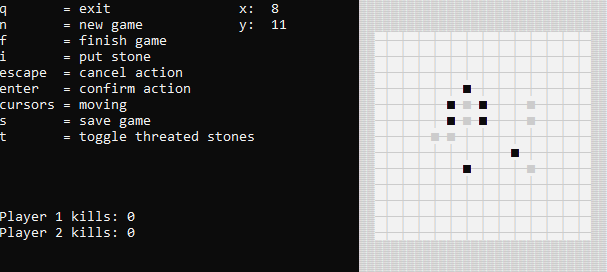 q       = exit                x:  8
n       = new game            y:  11
f       = finish game
i       = put stone
escape  = cancel action
enter   = confirm action
cursors = moving
s       = save game
t       = toggle threated stones
Player 1 kills: 0
Player 2 kills: 0